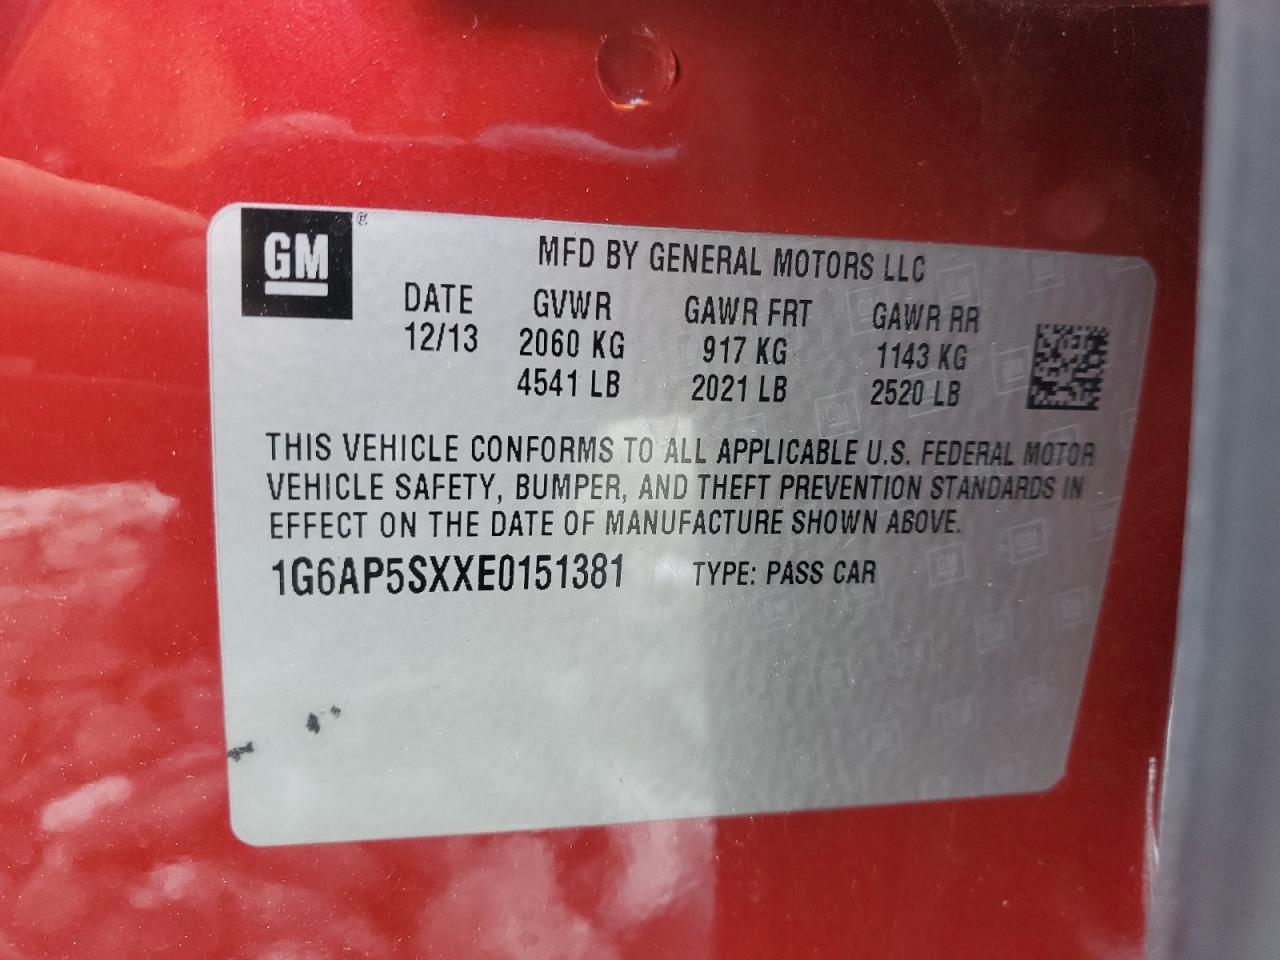 GM ®
MFD BY GENERAL MOTORS LLC
DATE GVWR GAWR FRT GAWR RR
12/13 2060 KG 917 KG 1143 KG
4541 LB 2021 LB 2520 LB
THIS VEHICLE CONFORMS TO ALL APPLICABLE U.S. FEDERAL MOTOR
VEHICLE SAFETY, BUMPER, AND THEFT PREVENTION STANDARDS IN
EFFECT ON THE DATE OF MANUFACTURE SHOWN ABOVE.
1G6AP5SXXE0151381 TYPE: PASS CAR